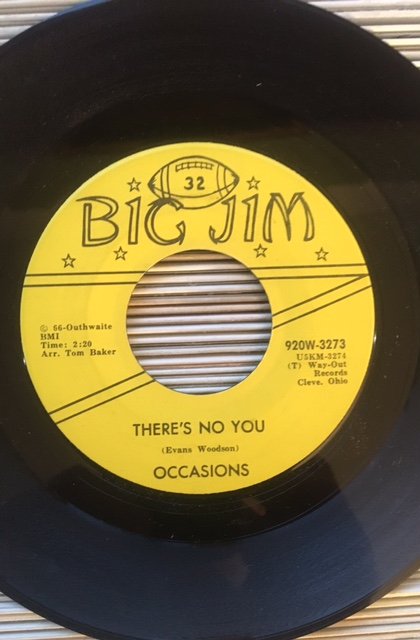 32
BIG JIM
© 66-Outhwaite
BMI
Time: 2:20
Arr. Tom Baker
920W-3273
U5KM-3274
(T) Way-Out
Records
Cleve. Ohio
THERE'S NO YOU
(Evans Woodson)
OCCASIONS